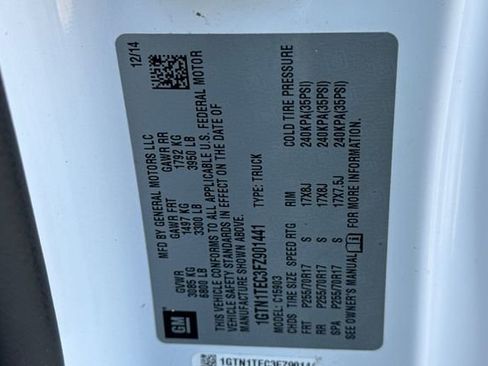 MFD BY GENERAL MOTORS LLC 12/14
GVWR GAWR FRT GAWR RR
3085 KG 1497 KG 1792 KG
6800 LB 3300 LB 3950 LB
THIS VEHICLE CONFORMS TO ALL APPLICABLE U.S. FEDERAL MOTOR
VEHICLE SAFETY STANDARDS IN EFFECT ON THE DATE OF
MANUFACTURE SHOWN ABOVE.
1GTN1TEC3FZ901441 TYPE: TRUCK
MODEL: C15903
CHDS TIRE SIZE SPEED RTG RIM COLD TIRE PRESSURE
FRT P255/70R17 S 17X8J 240KPA(35PSI)
RR P255/70R17 S 17X8J 240KPA(35PSI)
SPA P255/70R17 S 17X7.5J 240KPA(35PSI)
SEE OWNER'S MANUAL FOR MORE INFORMATION.
GM
1GTN1TEC3FZ90144